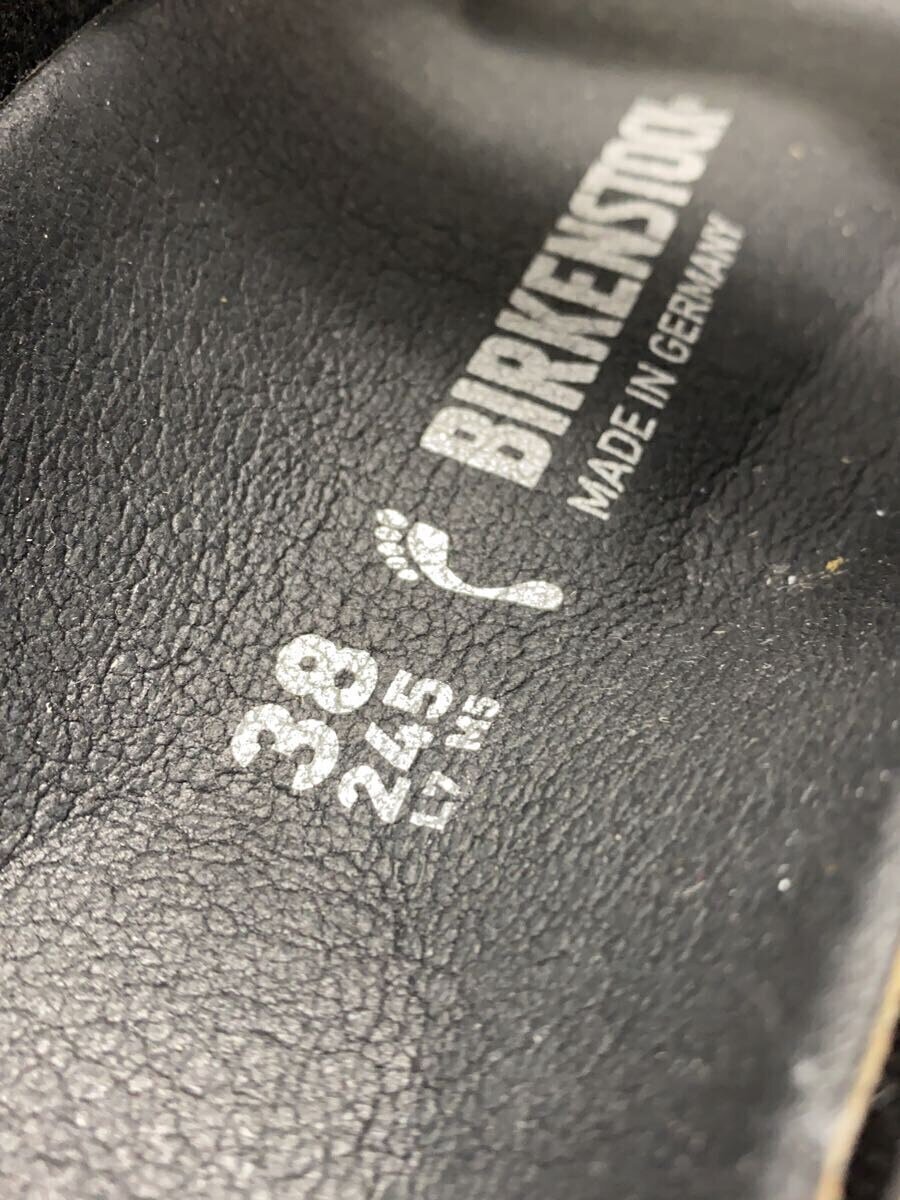 BIRKENSTOCK
MADE IN GERMANY
38
245
L7 M5